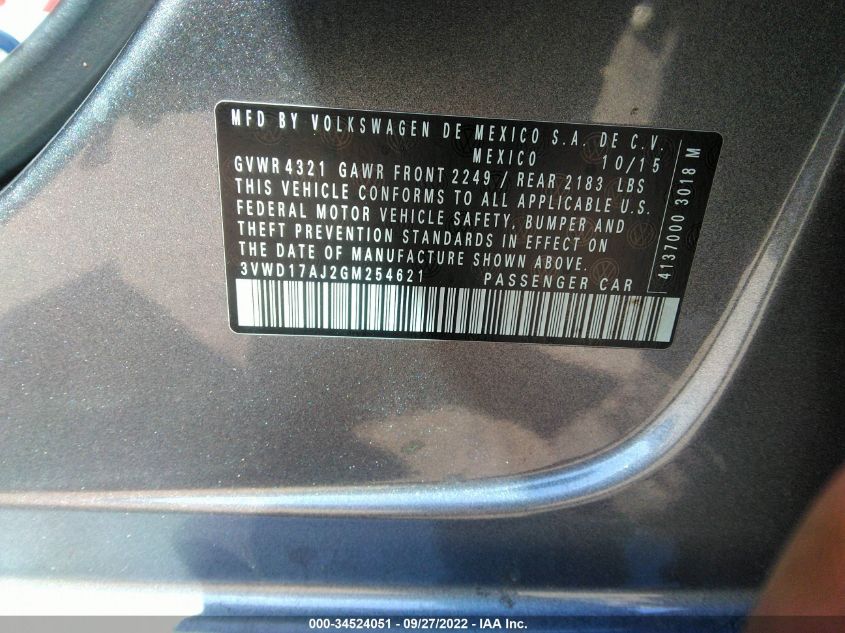 MFD BY VOLKSWAGEN DE MEXICO S.A. DE C.V.
MEXICO 10/15
GVWR 4321 GAWR FRONT 2249 / REAR 2183 LBS
THIS VEHICLE CONFORMS TO ALL APPLICABLE U.S.
FEDERAL MOTOR VEHICLE SAFETY, BUMPER AND
THEFT PREVENTION STANDARDS IN EFFECT ON
THE DATE OF MANUFACTURE SHOWN ABOVE.
3VWD17AJ2GM254621 PASSENGER CAR
4137000 3018 M
000-34524051 // 09/27/2022 - IAA Inc.